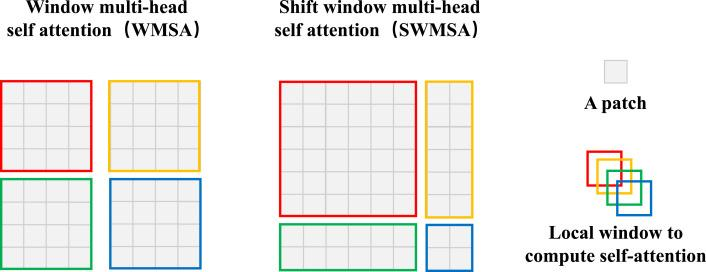 Window multi-head
self attention（WMSA）
Shift window multi-head
self attention（SWMSA）
A patch
Local window to
compute self-attention